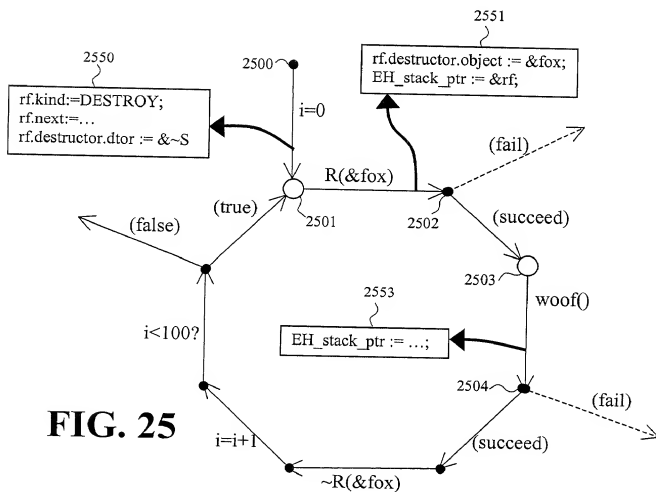 2551
2550
2500
rf.destructor.object := &fox;
EH_stack_ptr := &rf;
rf.kind:=DESTROY;
rf.next:=...
rf.destructor.dtor := &~S
i=0
(fail)
R(&fox)
2501
2502
(true)
(false)
(succeed)
2503
woof()
2553
EH_stack_ptr := ...;
i<100?
2504
(fail)
FIG. 25
i=i+1
(succeed)
~R(&fox)